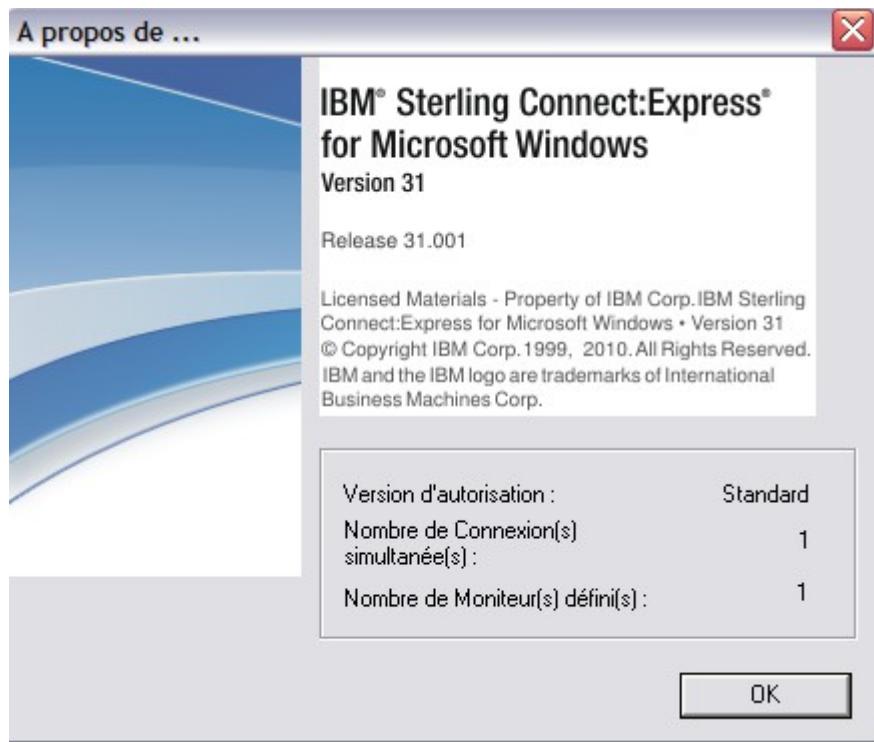 A propos de ...
IBM® Sterling Connect:Express®
for Microsoft Windows
Version 31
Release 31.001
Licensed Materials - Property of IBM Corp. IBM Sterling
Connect:Express for Microsoft Windows • Version 31
© Copyright IBM Corp. 1999, 2010. All Rights Reserved.
IBM and the IBM logo are trademarks of International
Business Machines Corp.
Version d'autorisation : Standard
Nombre de Connexion(s)
simultanée(s) : 1
Nombre de Moniteur(s) défini(s) : 1
OK